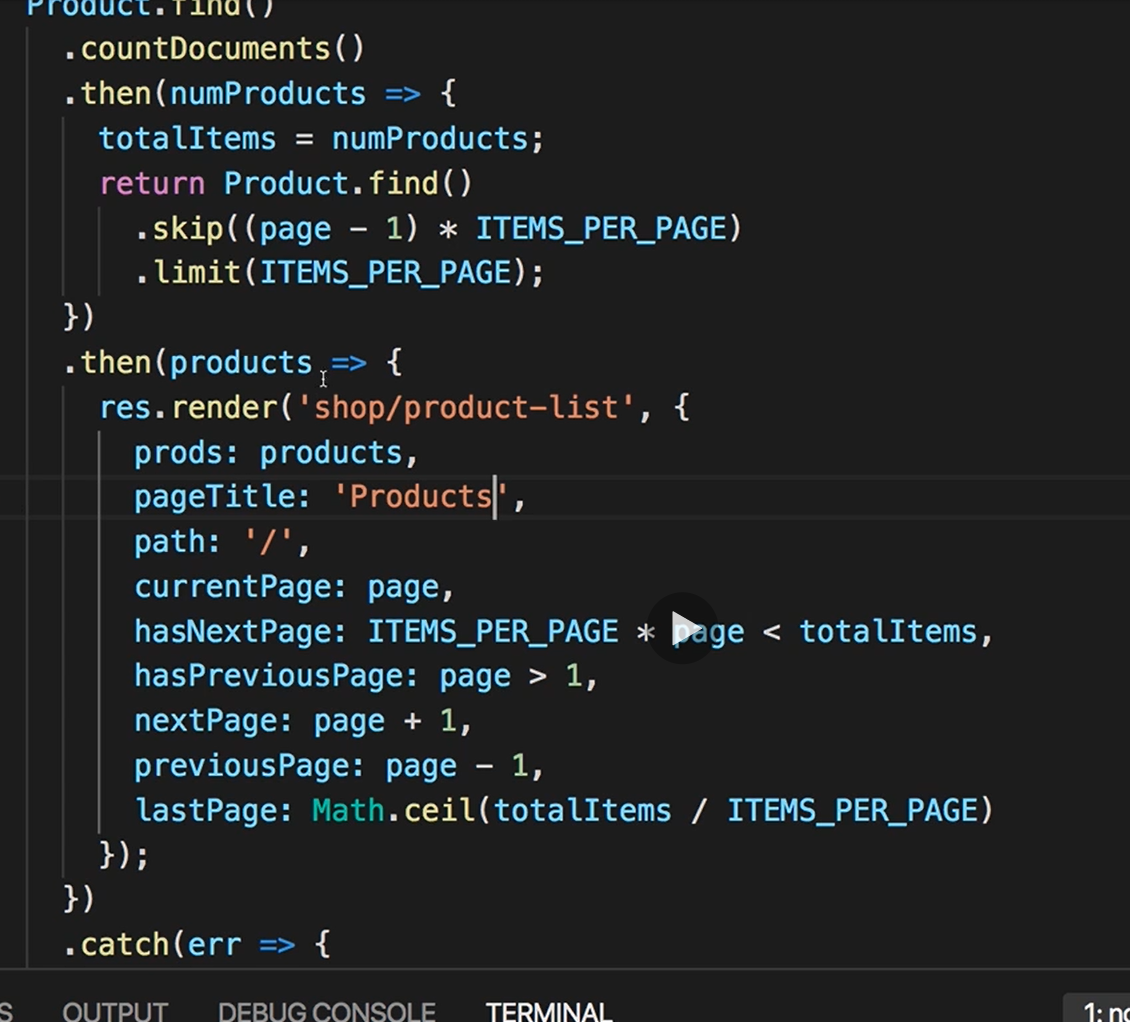 Product.find()
.countDocuments()
.then(numProducts => {
totalItems = numProducts;
return Product.find()
.skip((page - 1) * ITEMS_PER_PAGE)
.limit(ITEMS_PER_PAGE);
})
.then(products => {
res.render('shop/product-list', {
prods: products,
pageTitle: 'Products',
path: '/',
currentPage: page,
hasNextPage: ITEMS_PER_PAGE * page < totalItems,
hasPreviousPage: page > 1,
nextPage: page + 1,
previousPage: page - 1,
lastPage: Math.ceil(totalItems / ITEMS_PER_PAGE)
});
})
.catch(err => {
OUTPUT DEBUG CONSOLE TERMINAL 1: